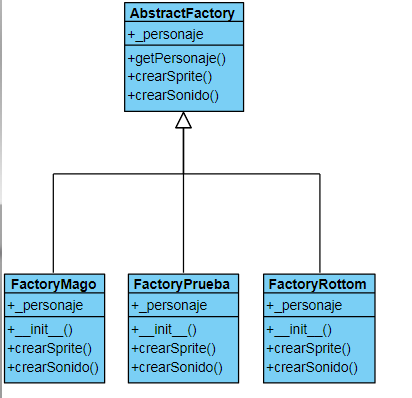 AbstractFactory
+_personaje
+getPersonaje()
+crearSprite()
+crearSonido()
FactoryMago
+_personaje
+__init__()
+crearSprite()
+crearSonido()
FactoryPrueba
+_personaje
+__init__()
+crearSprite()
+crearSonido()
FactoryRottom
+_personaje
+__init__()
+crearSprite()
+crearSonido()